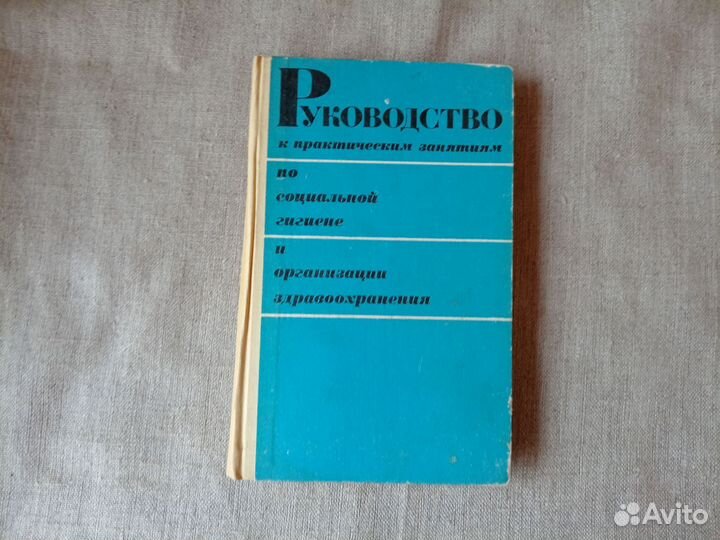 Руководство
к практическим занятиям
по
социальной
гигиене
и
организации
здравоохранения
Avito